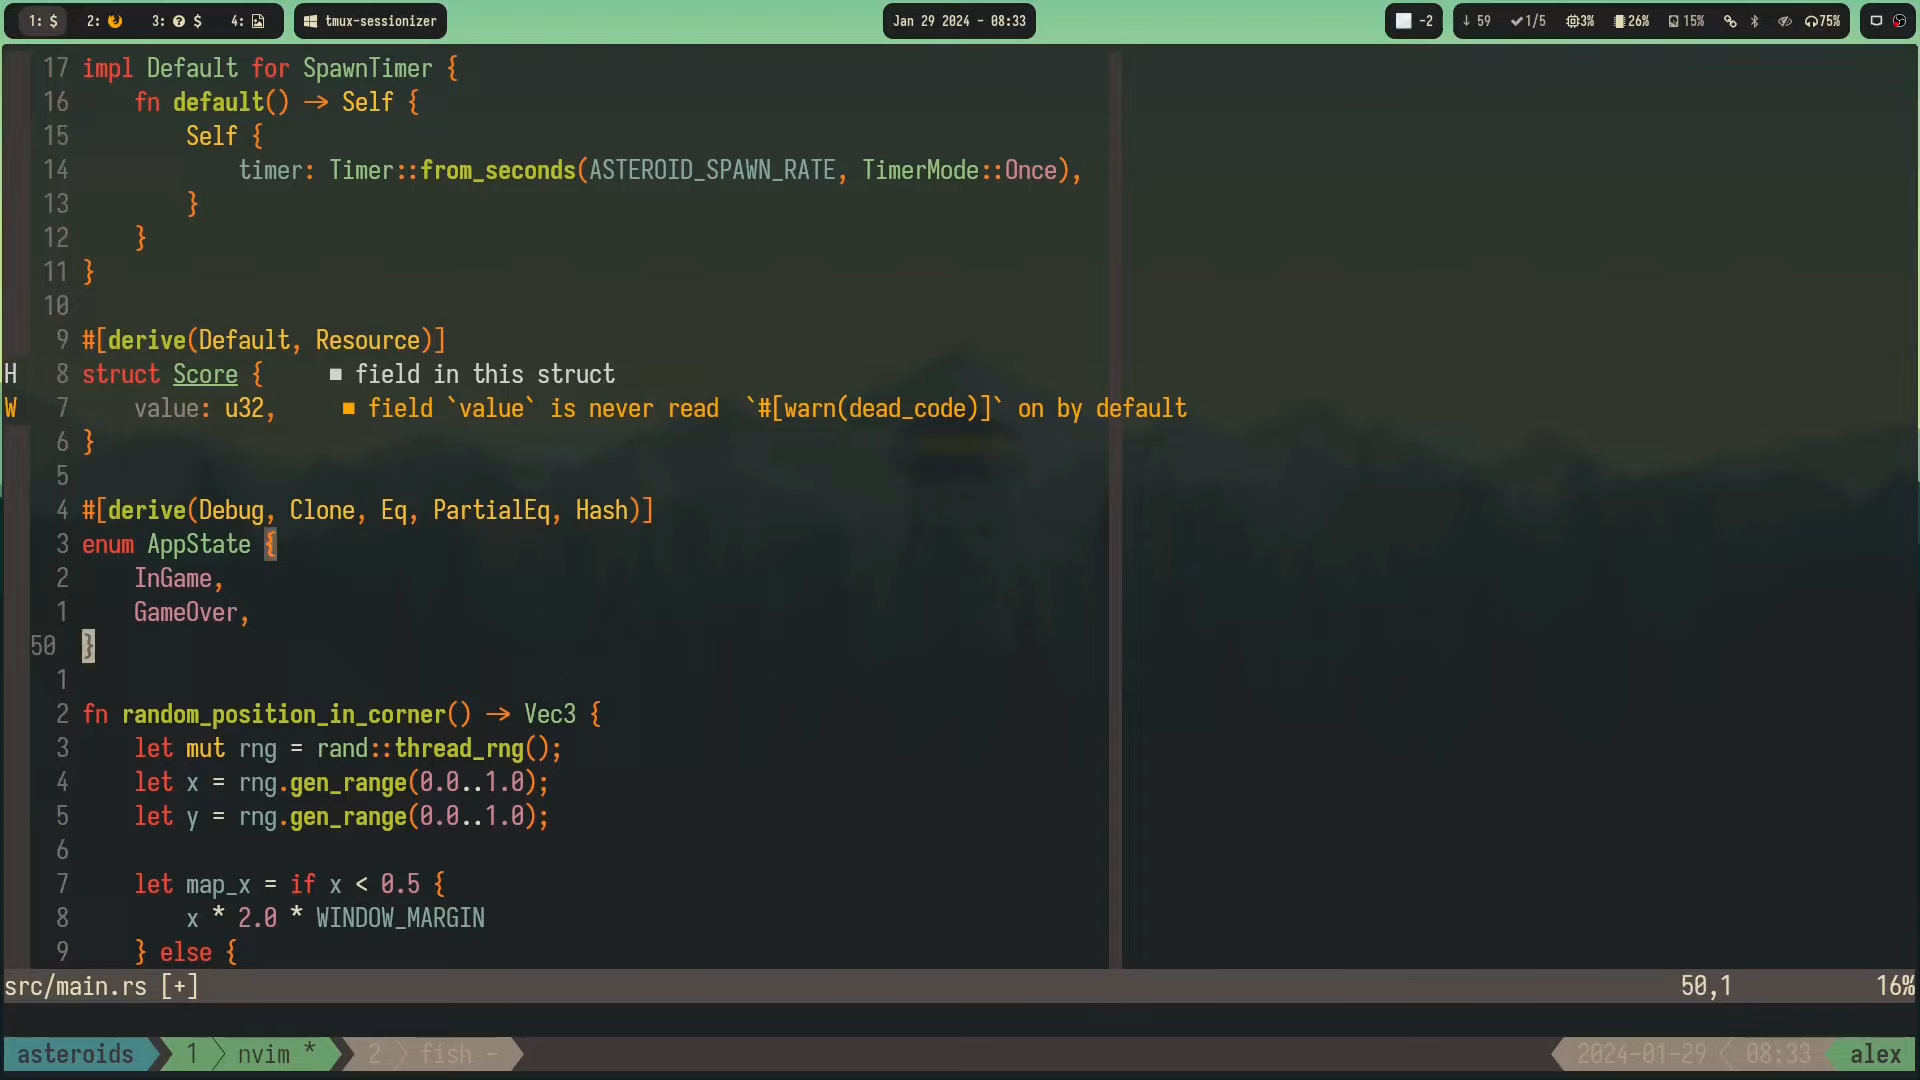 1: $ 2: 3: $ 4: tmux-sessionizer Jan 29 2024 - 08:33 -2 ↓ 59 ✓1/5 3% 26% 15% 75%
17 impl Default for SpawnTimer {
16 fn default() -> Self {
15 Self {
14 timer: Timer::from_seconds(ASTEROID_SPAWN_RATE, TimerMode::Once),
13 }
12 }
11 }
10
9 #[derive(Default, Resource)]
H 8 struct Score { ■ field in this struct
W 7 value: u32, ■ field `value` is never read `#[warn(dead_code)]` on by default
6 }
5
4 #[derive(Debug, Clone, Eq, PartialEq, Hash)]
3 enum AppState {
2 InGame,
1 GameOver,
50 }
1
2 fn random_position_in_corner() -> Vec3 {
3 let mut rng = rand::thread_rng();
4 let x = rng.gen_range(0.0..1.0);
5 let y = rng.gen_range(0.0..1.0);
6
7 let map_x = if x < 0.5 {
8 x * 2.0 * WINDOW_MARGIN
9 } else {
src/main.rs [+] 50,1 16%
asteroids 1 nvim * 2 fish - 2024-01-29 08:33 alex